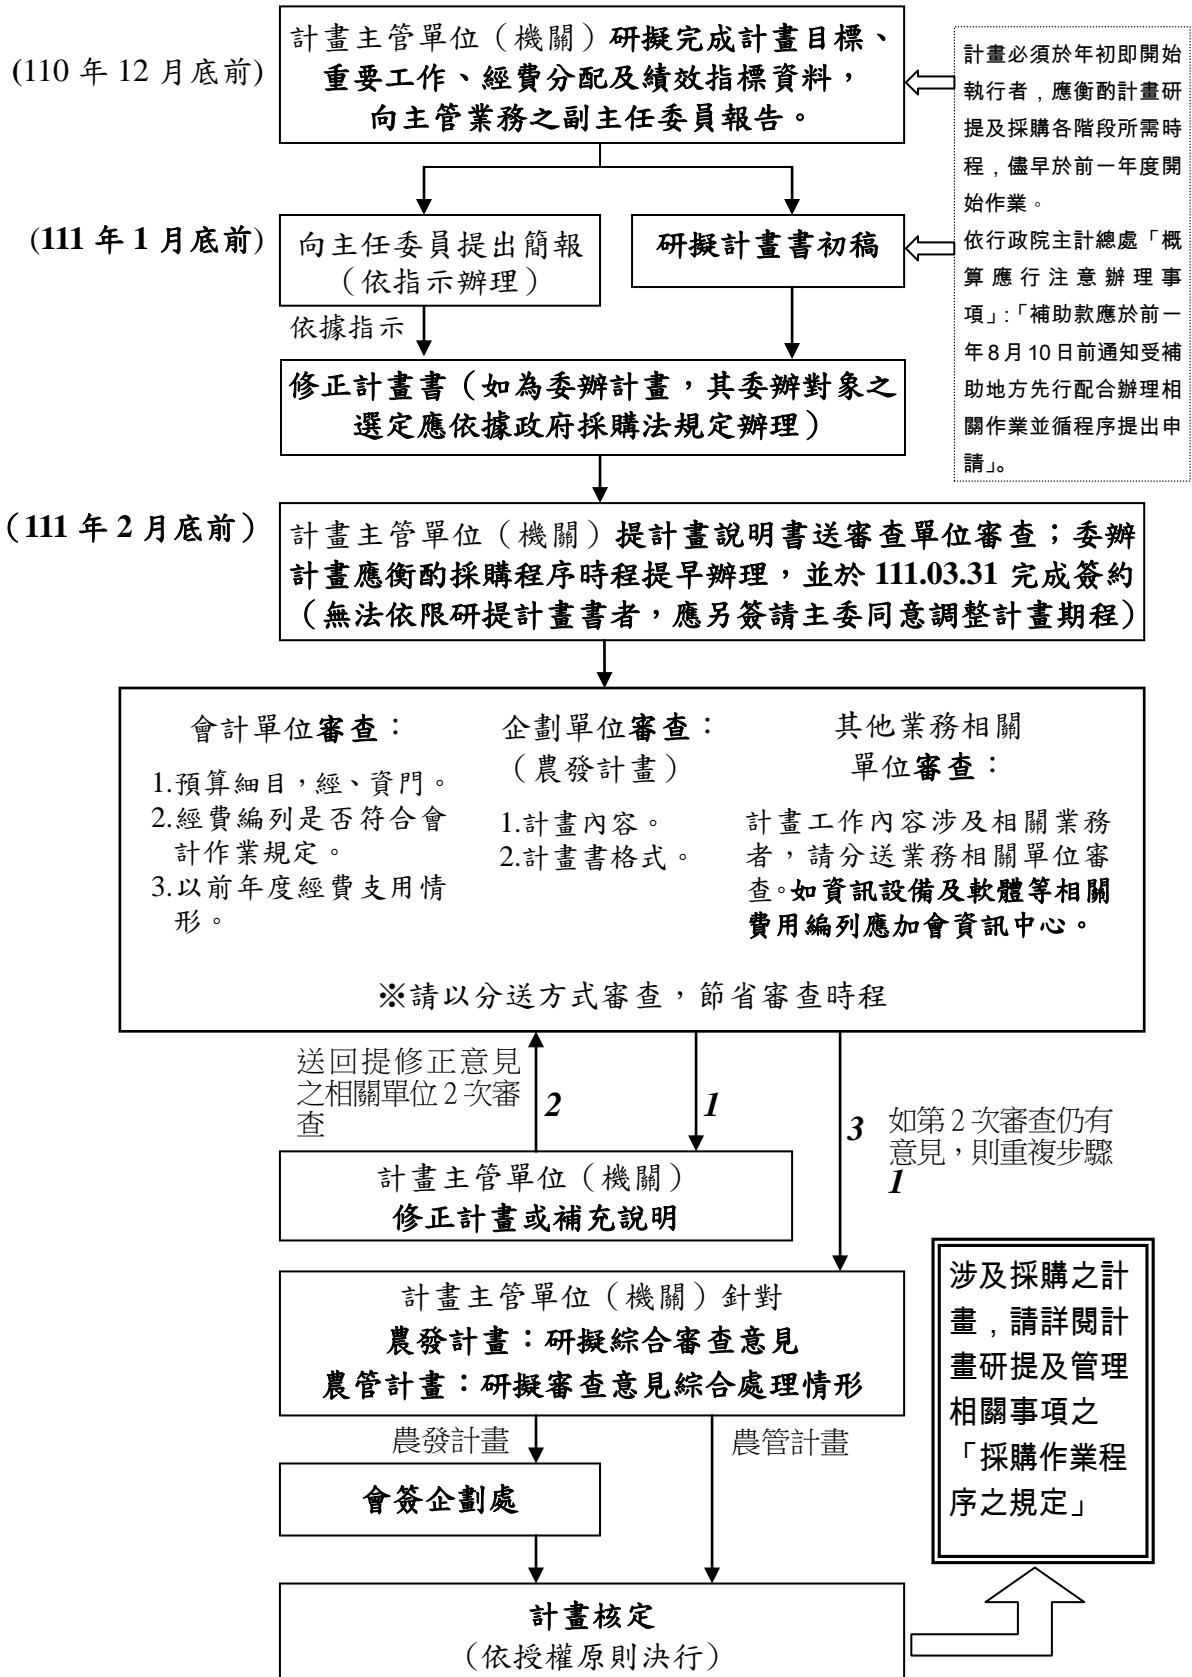 (110 年 12 月底前)
計畫主管單位（機關）研擬完成計畫目標、
重要工作、經費分配及績效指標資料，
向主管業務之副主任委員報告。
計畫必須於年初即開始
執行者，應衡酌計畫研
提及採購各階段所需時
程，儘早於前一年度開
始作業。
依行政院主計總處「概
算應行注意辦理事
項」:「補助款應於前一
年 8 月 10 日前通知受補
助地方先行配合辦理相
關作業並循程序提出申
請」。
(111 年 1 月底前)
向主任委員提出簡報
（依指示辦理）
研擬計畫書初稿
依據指示
修正計畫書（如為委辦計畫，其委辦對象之
選定應依據政府採購法規定辦理）
（111 年 2 月底前）
計畫主管單位（機關）提計畫說明書送審查單位審查；委辦
計畫應衡酌採購程序時程提早辦理，並於 111.03.31 完成簽約
（無法依限研提計畫書者，應另簽請主委同意調整計畫期程）
會計單位審查：
1.預算細目，經、資門。
2.經費編列是否符合會
計作業規定。
3.以前年度經費支用情
形。
企劃單位審查：
（農發計畫）
1.計畫內容。
2.計畫書格式。
其他業務相關
單位審查：
計畫工作內容涉及相關業務
者，請分送業務相關單位審
查。如資訊設備及軟體等相關
費用編列應加會資訊中心。
※請以分送方式審查，節省審查時程
送回提修正意見
之相關單位 2 次審
查
2
1
3
如第 2 次審查仍有
意見，則重複步驟
1
計畫主管單位（機關）
修正計畫或補充說明
計畫主管單位（機關）針對
農發計畫：研擬綜合審查意見
農管計畫：研擬審查意見綜合處理情形
農發計畫
農管計畫
會簽企劃處
計畫核定
（依授權原則決行）
涉及採購之計
畫，請詳閱計
畫研提及管理
相關事項之
「採購作業程
序之規定」